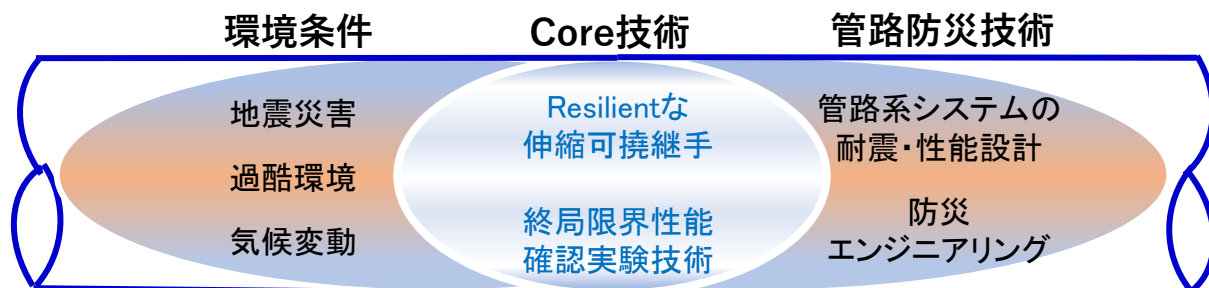 環境条件
地震災害
過酷環境
気候変動
Core技術
Resilientな
伸縮可撓継手
終局限界性能
確認実験技術
管路防災技術
管路系システムの
耐震・性能設計
防災
エンジニアリング